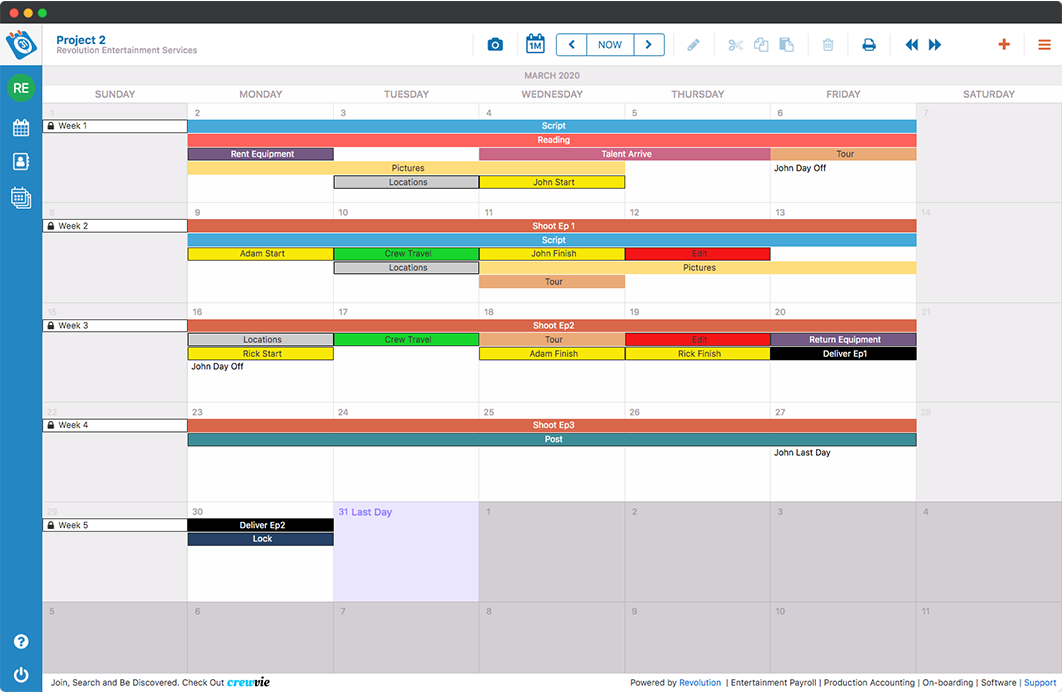 Project 2
Revolution Entertainment Services
1M
NOW
RE
MARCH 2020
SUNDAY MONDAY TUESDAY WEDNESDAY THURSDAY FRIDAY SATURDAY
1 2 3 4 5 6 7
Week 1 Script
Reading
Rent Equipment Talent Arrive Tour
Pictures John Day Off
Locations John Start
8 9 10 11 12 13 14
Week 2 Shoot Ep 1
Script
Adam Start Crew Travel John Finish Edit
Locations Pictures
Tour
15 16 17 18 19 20 21
Week 3 Shoot Ep2
Locations Crew Travel Tour Edit Return Equipment
Rick Start Adam Finish Rick Finish Deliver Ep1
John Day Off
22 23 24 25 26 27 28
Week 4 Shoot Ep3
Post
John Last Day
29 30 31 Last Day 1 2 3 4
Week 5 Deliver Ep2
Lock
5 6 7 8 9 10 11
Join, Search and Be Discovered. Check Out crewvie Powered by Revolution | Entertainment Payroll | Production Accounting | On-boarding | Software | Support